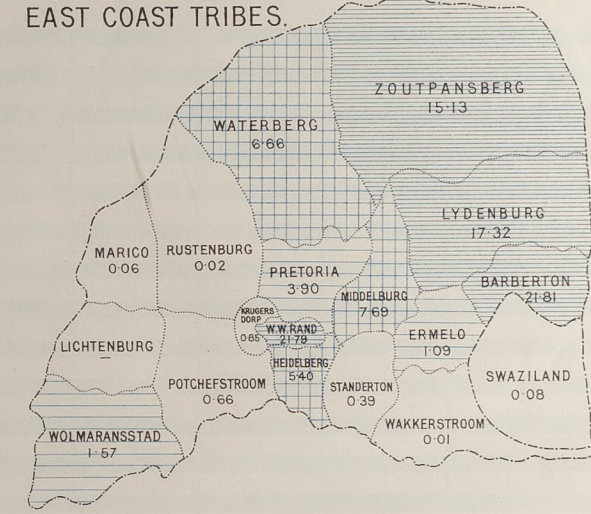 EAST COAST TRIBES.
ZOUTPANSBERG
15·13
WATERBERG
6·66
LYDENBURG
17·32
MARICO
0·06
RUSTENBURG
0·02
PRETORIA
3·90
BARBERTON
21·81
MIDDELBURG
7·69
KRUGERS
DORP
0·85
W.W.RAND
21·79
ERMELO
1·09
LICHTENBURG
—
HEIDELBERG
5·40
SWAZILAND
0·08
POTCHEFSTROOM
0·66
STANDERTON
0·39
WAKKERSTROOM
0·01
WOLMARANSSTAD
1·57